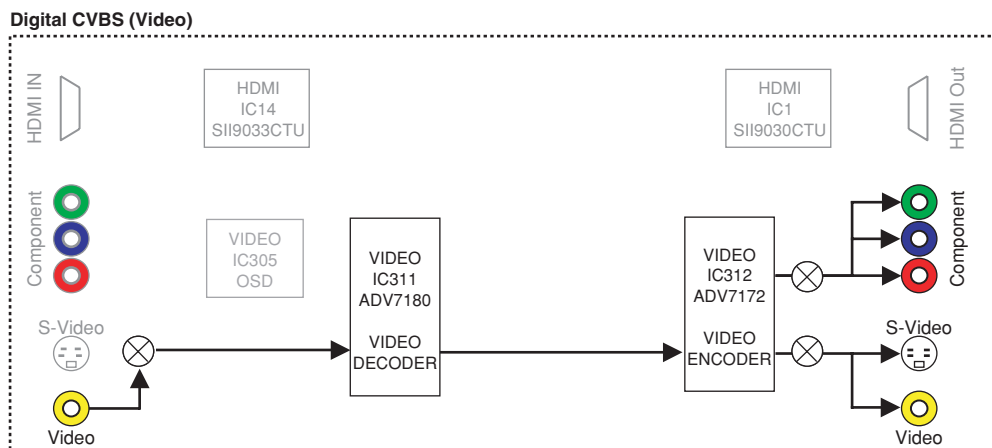 Digital CVBS (Video)
HDMI IN
HDMI
IC14
SII9033CTU
HDMI
IC1
SII9030CTU
HDMI Out
Component
VIDEO
IC305
OSD
VIDEO
IC311
ADV7180
VIDEO
DECODER
VIDEO
IC312
ADV7172
VIDEO
ENCODER
Component
S-Video
S-Video
Video
Video